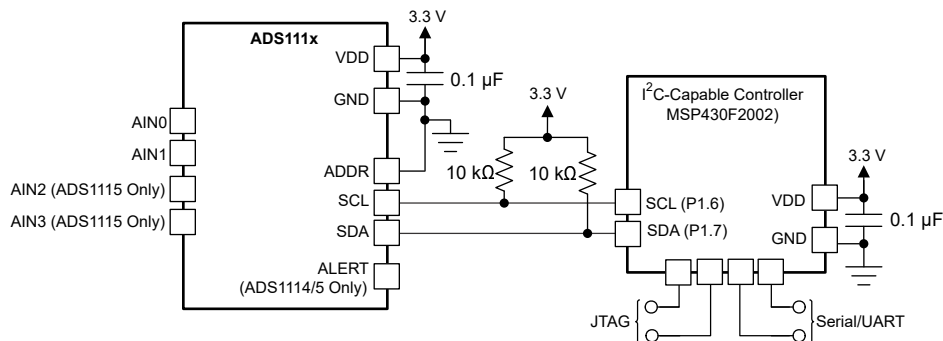 3.3 V
ADS111x
VDD
0.1 µF
GND
3.3 V
I²C-Capable Controller
MSP430F2002)
AIN0
AIN1
3.3 V
ADDR
10 kΩ
10 kΩ
AIN2 (ADS1115 Only)
SCL
SCL (P1.6)
VDD
AIN3 (ADS1115 Only)
0.1 µF
SDA
SDA (P1.7)
GND
ALERT
(ADS1114/5 Only)
JTAG
Serial/UART